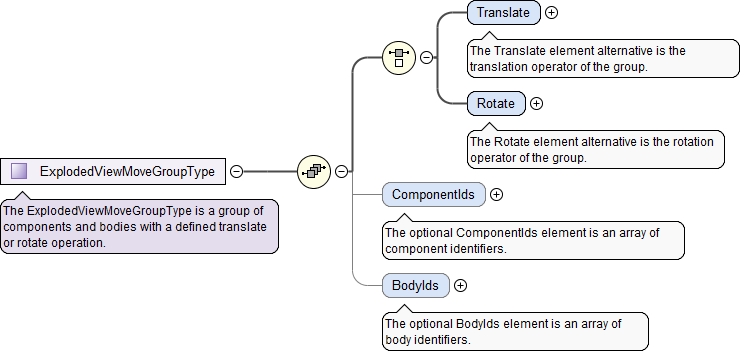 Translate
The Translate element alternative is the
translation operator of the group.
Rotate
The Rotate element alternative is the rotation
operator of the group.
ExplodedViewMoveGroupType
The ExplodedViewMoveGroupType is a group of
components and bodies with a defined translate
or rotate operation.
ComponentIds
The optional ComponentIds element is an array of
component identifiers.
BodyIds
The optional BodyIds element is an array of
body identifiers.